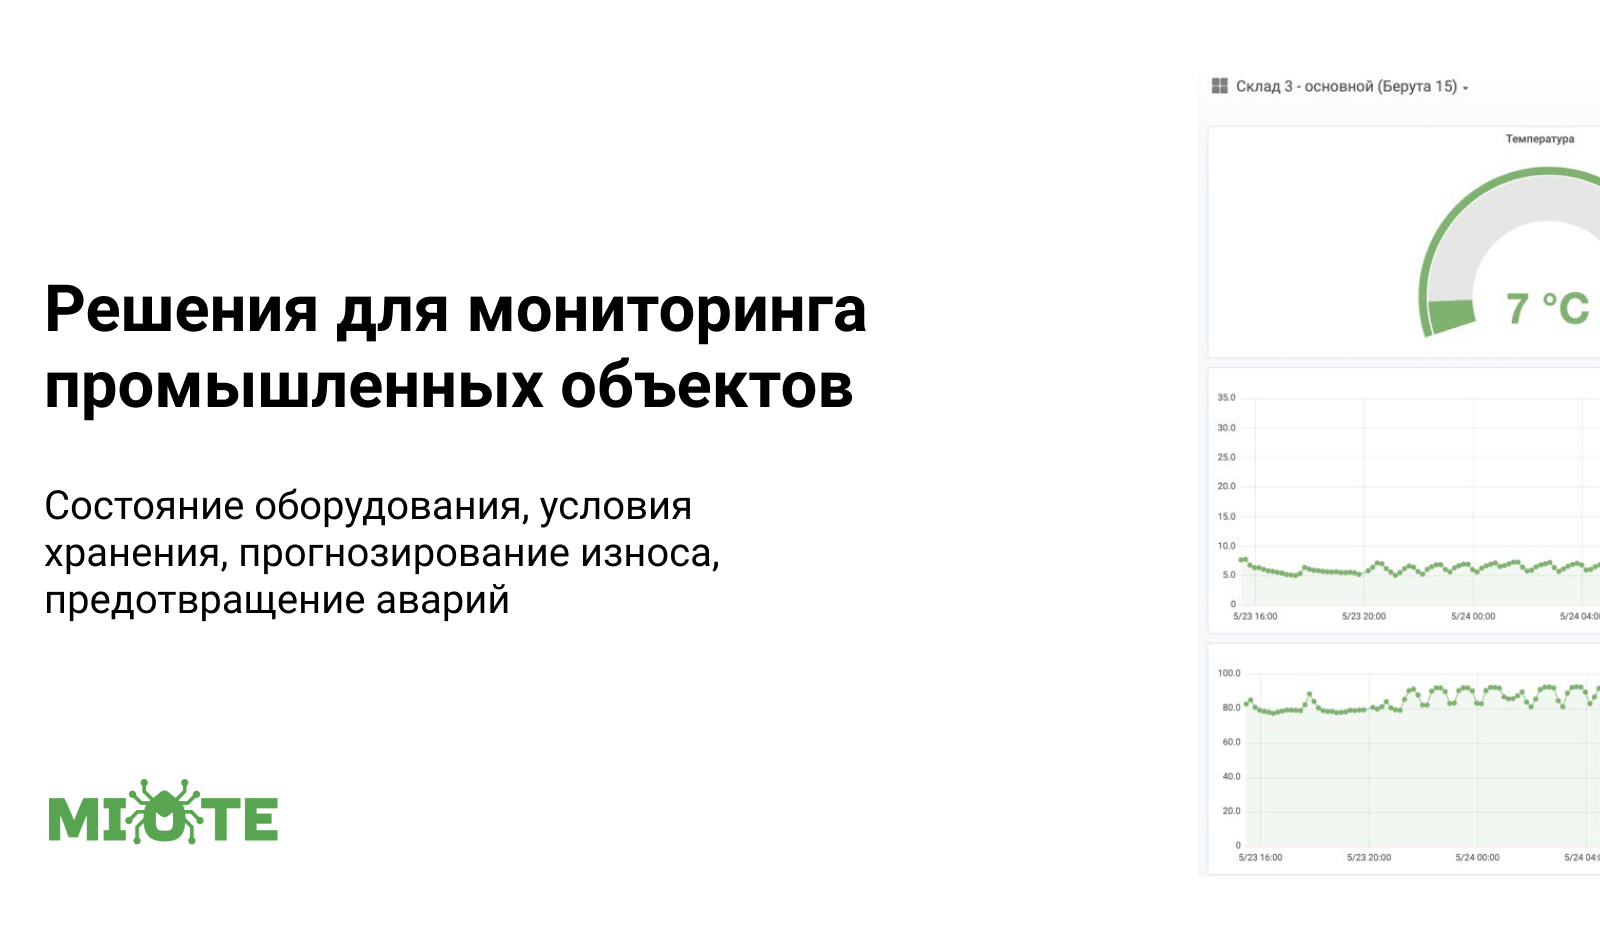 Решения для мониторинга
промышленных объектов
Состояние оборудования, условия
хранения, прогнозирование износа,
предотвращение аварий
MIOTE
Склад 3 - основной (Берута 15)
Температура
7 °C
35.0
30.0
25.0
20.0
15.0
10.0
5.0
0
5/23 16:00 5/23 20:00 5/24 00:00 5/24 04:0
100.0
80.0
60.0
40.0
20.0
0
5/23 16:00 5/23 20:00 5/24 00:00 5/24 04: